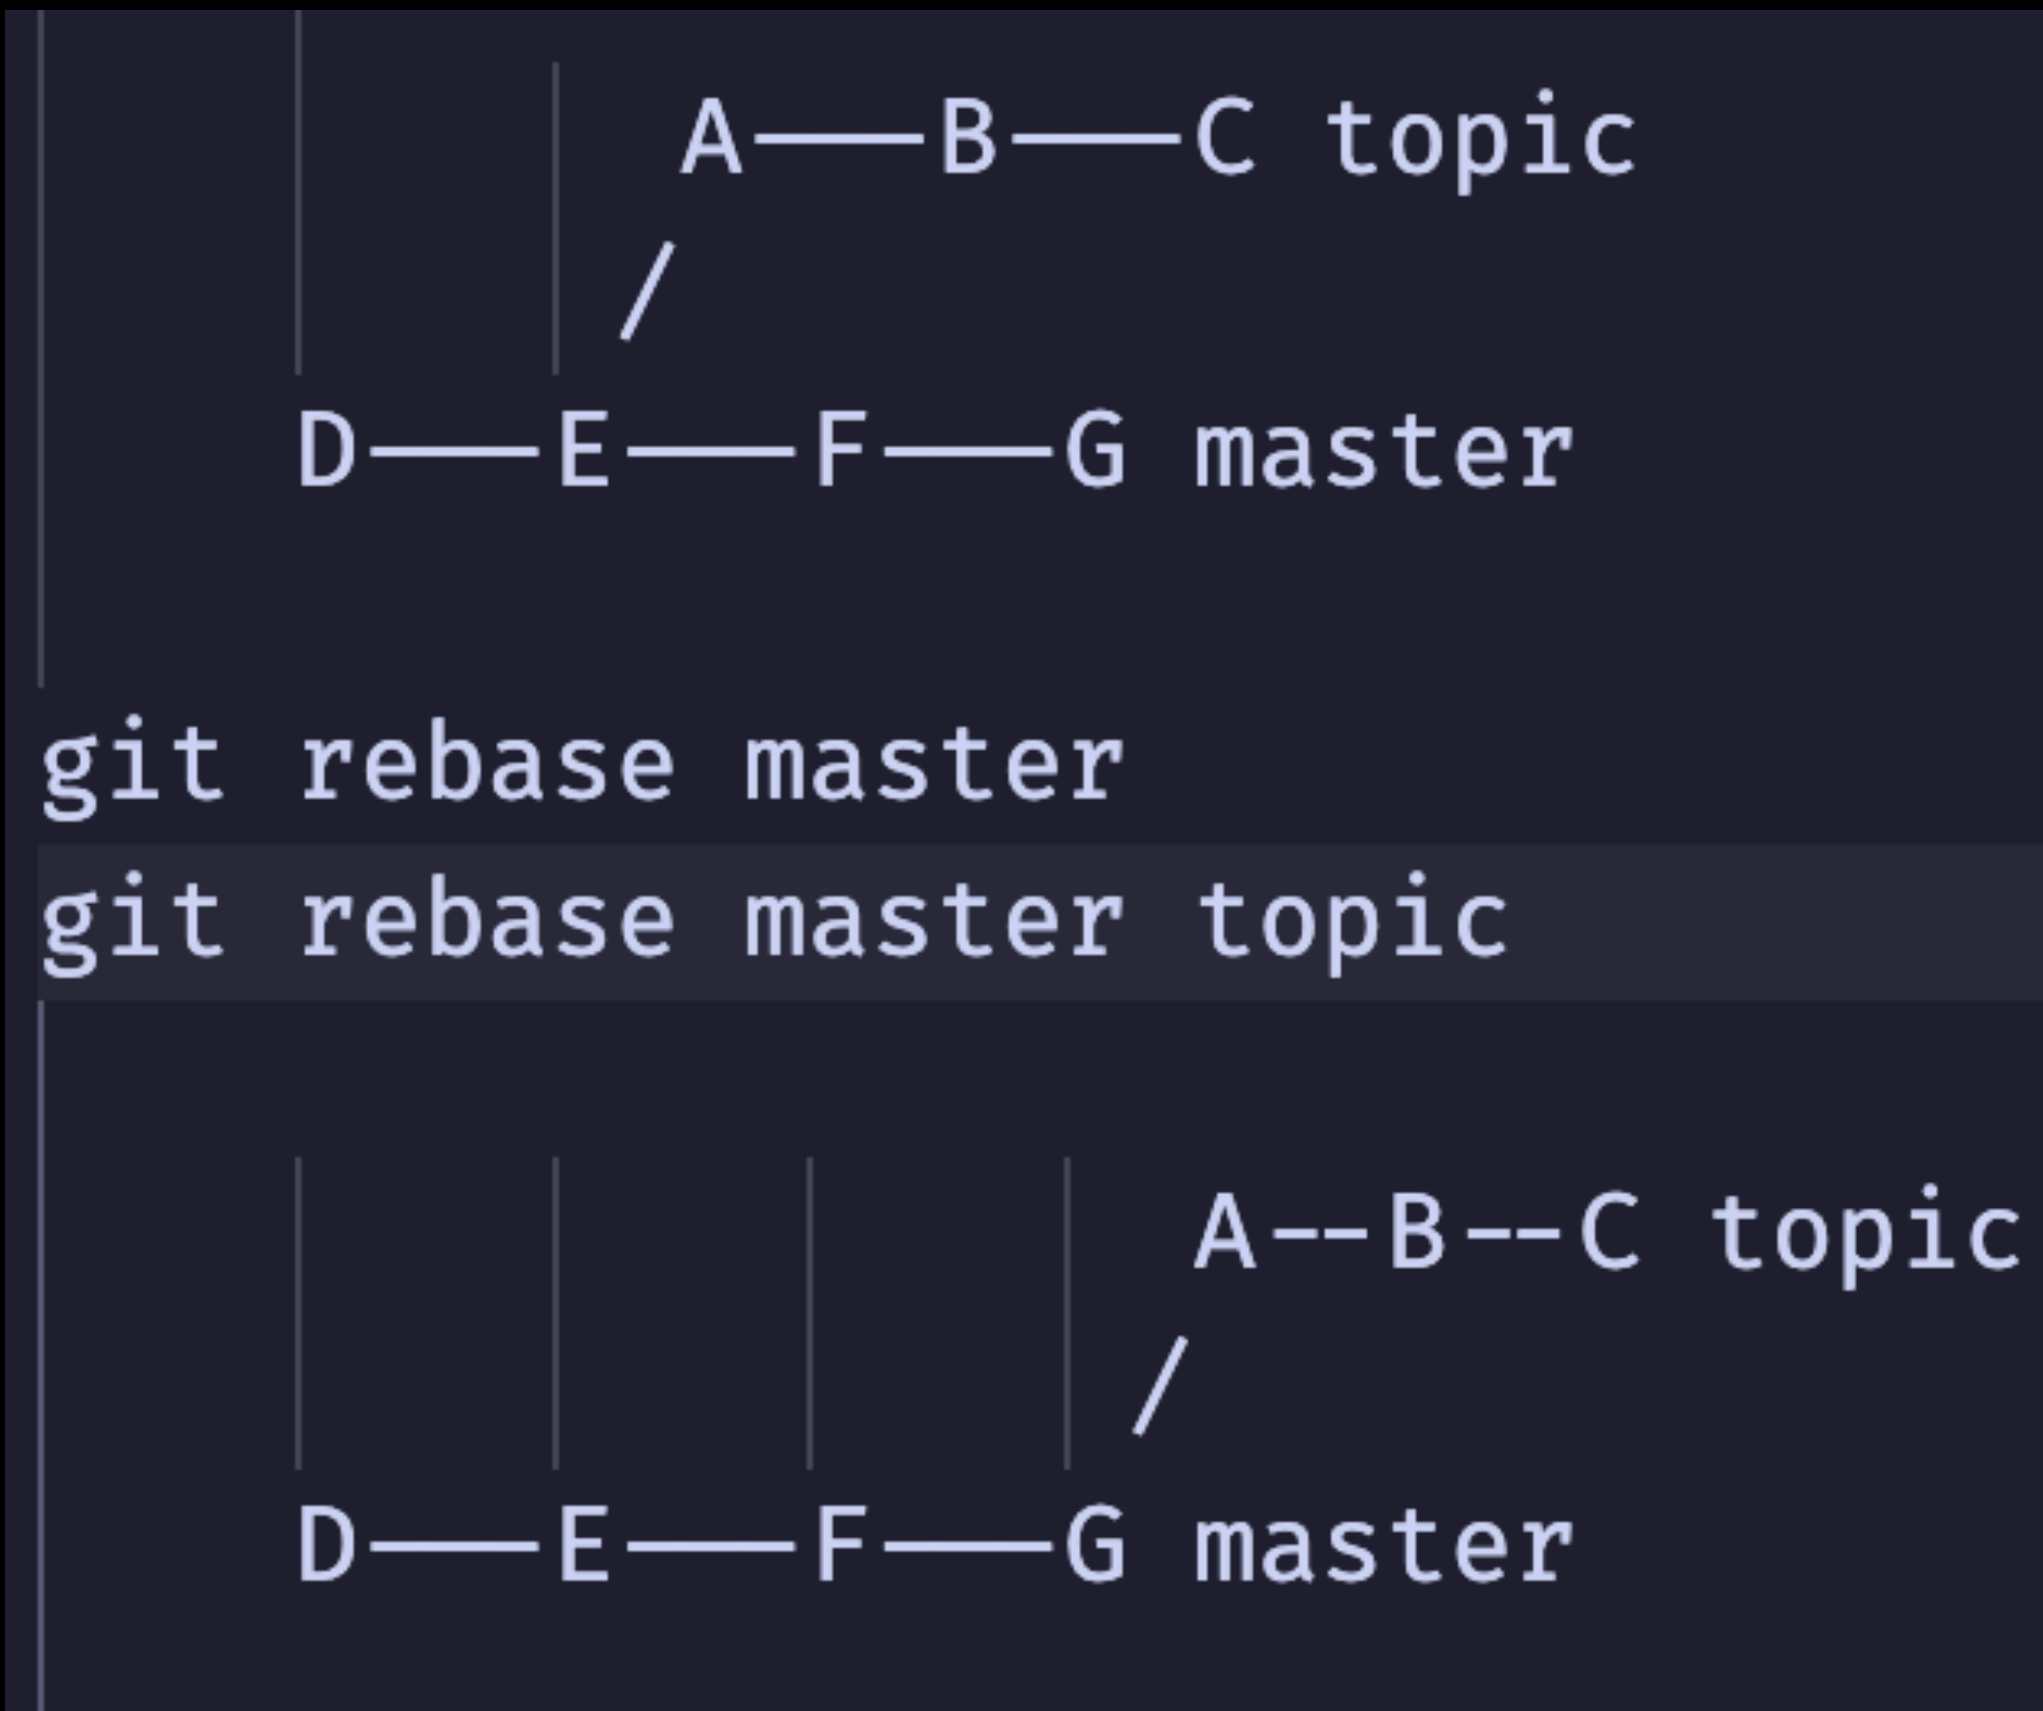 A---B---C topic
/
D---E---F---G master
git rebase master
git rebase master topic
A--B--C topic
/
D---E---F---G master